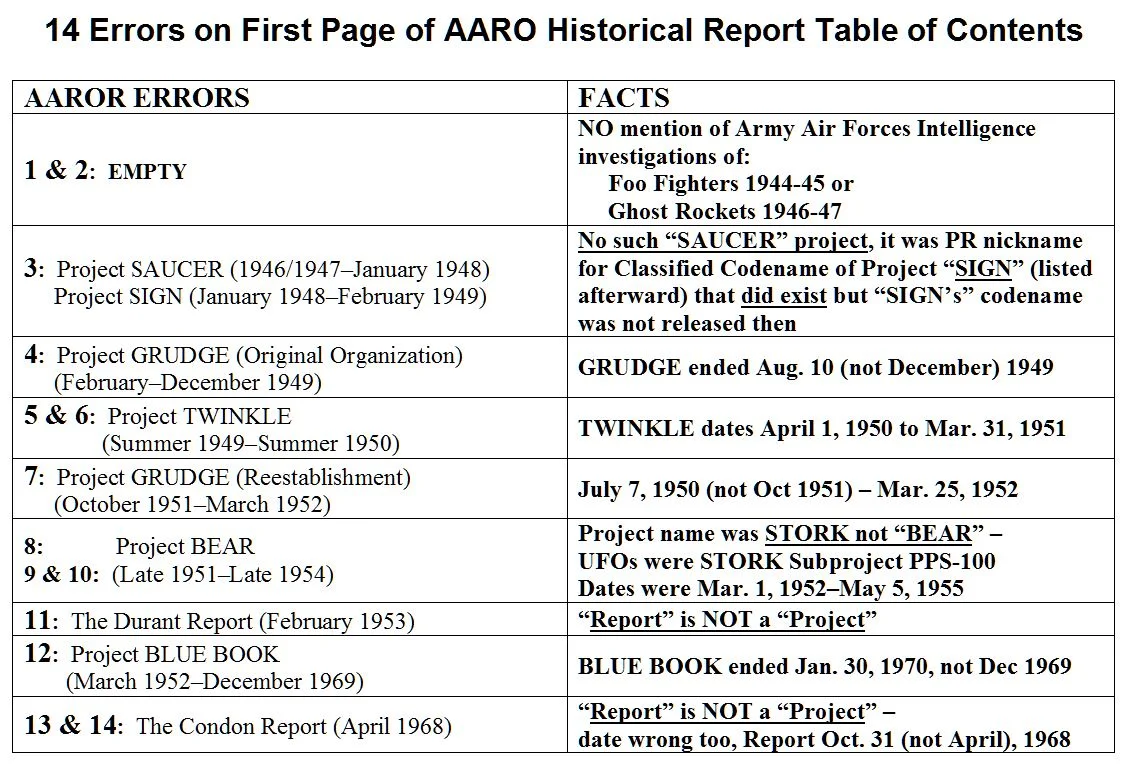 14 Errors on First Page of AARO Historical Report Table of Contents
AAROR ERRORS
FACTS
1 & 2: EMPTY
NO mention of Army Air Forces Intelligence
investigations of:
Foo Fighters 1944-45 or
Ghost Rockets 1946-47
3: Project SAUCER (1946/1947–January 1948)
Project SIGN (January 1948–February 1949)
No such “SAUCER” project, it was PR nickname
for Classified Codename of Project “SIGN” (listed
afterward) that did exist but “SIGN’s” codename
was not released then
4: Project GRUDGE (Original Organization)
(February–December 1949)
GRUDGE ended Aug. 10 (not December) 1949
5 & 6: Project TWINKLE
(Summer 1949–Summer 1950)
TWINKLE dates April 1, 1950 to Mar. 31, 1951
7: Project GRUDGE (Reestablishment)
(October 1951–March 1952)
July 7, 1950 (not Oct 1951) – Mar. 25, 1952
8: Project BEAR
9 & 10: (Late 1951–Late 1954)
Project name was STORK not “BEAR” –
UFOs were STORK Subproject PPS-100
Dates were Mar. 1, 1952–May 5, 1955
11: The Durant Report (February 1953)
“Report” is NOT a “Project”
12: Project BLUE BOOK
(March 1952–December 1969)
BLUE BOOK ended Jan. 30, 1970, not Dec 1969
13 & 14: The Condon Report (April 1968)
“Report” is NOT a “Project” –
date wrong too, Report Oct. 31 (not April), 1968